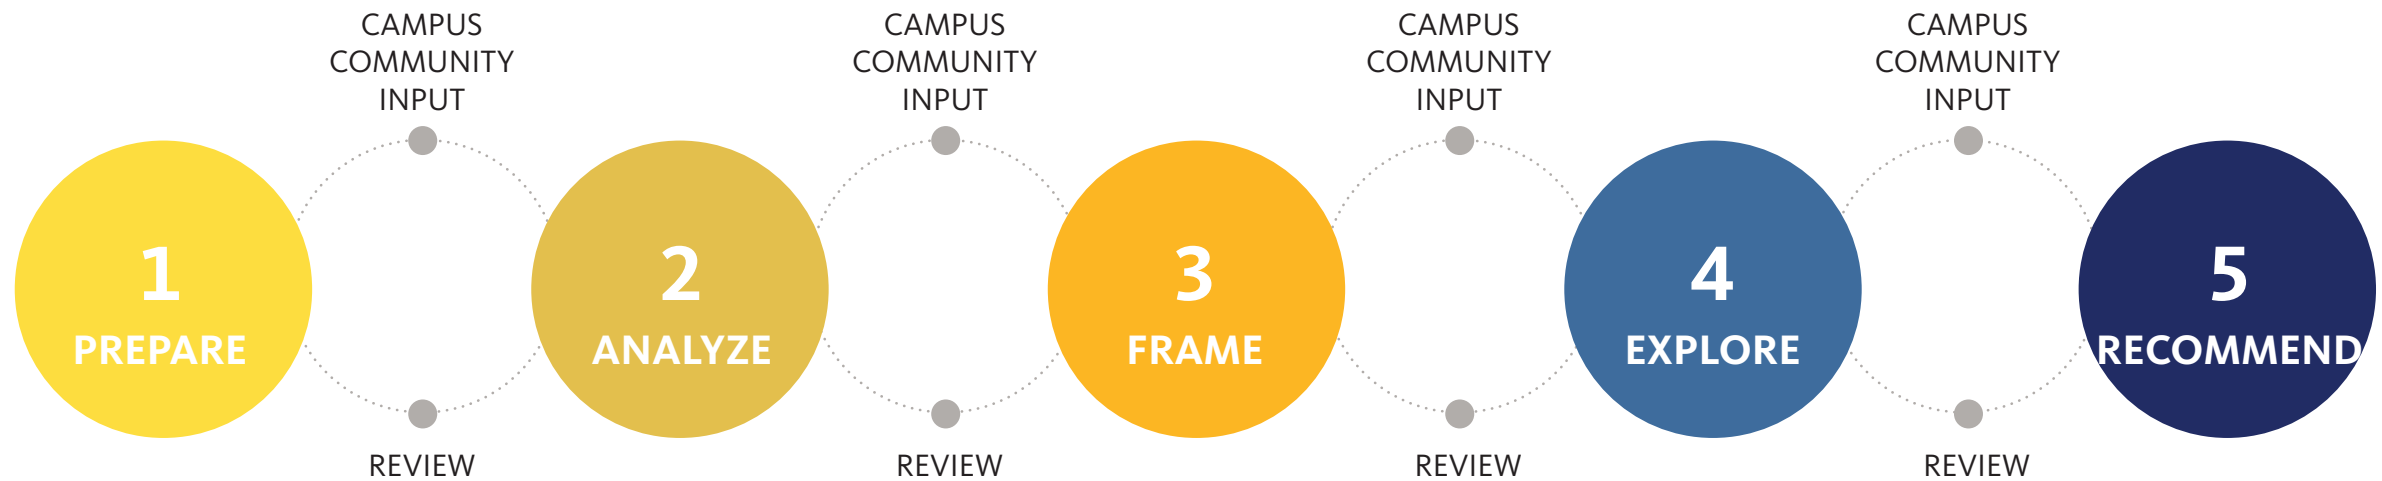 CAMPUS
COMMUNITY
INPUT
CAMPUS
COMMUNITY
INPUT
CAMPUS
COMMUNITY
INPUT
CAMPUS
COMMUNITY
INPUT
1
PREPARE
2
ANALYZE
3
FRAME
4
EXPLORE
5
RECOMMEND
REVIEW
REVIEW
REVIEW
REVIEW